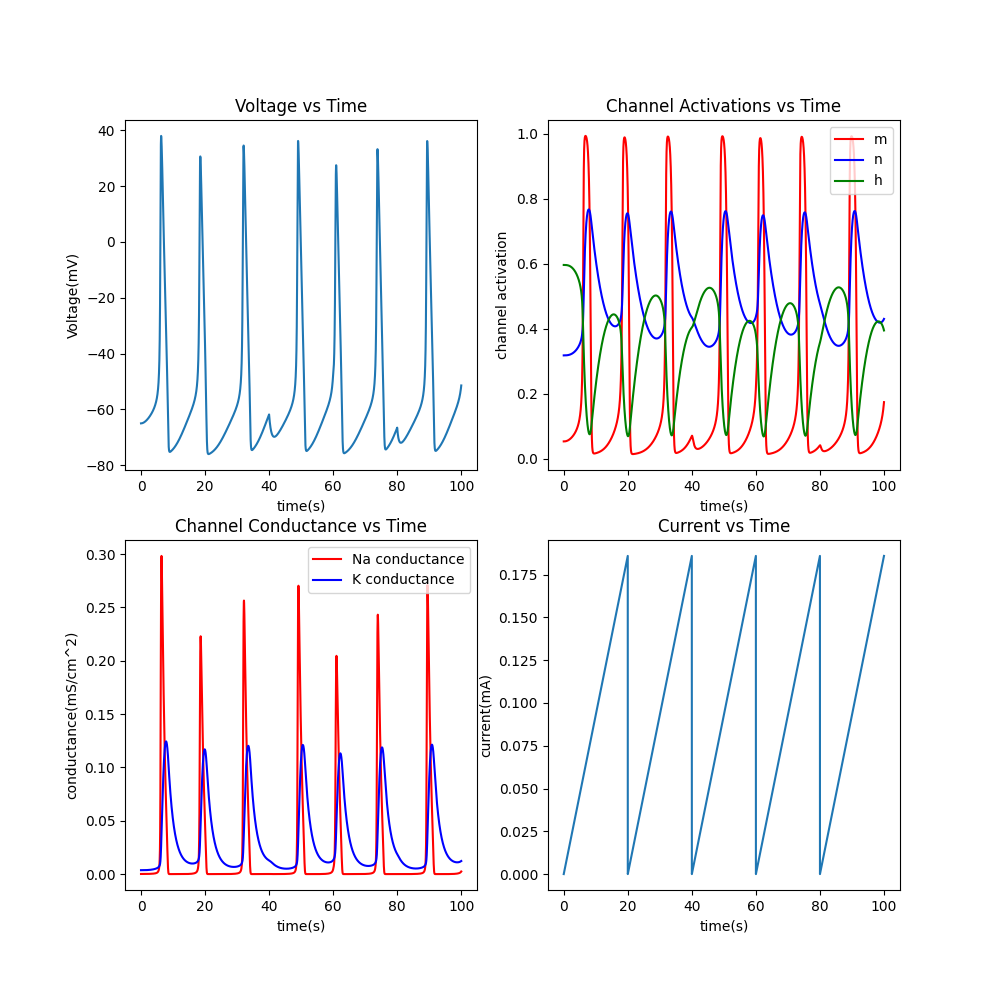 Voltage vs Time
Voltage(mV)
40
20
0
−20
−40
−60
−80
0 20 40 60 80 100
time(s)
Channel Activations vs Time
channel activation
1.0
0.8
0.6
0.4
0.2
0.0
m
n
h
0 20 40 60 80 100
time(s)
Channel Conductance vs Time
conductance(mS/cm^2)
0.30
0.25
0.20
0.15
0.10
0.05
0.00
Na conductance
K conductance
0 20 40 60 80 100
time(s)
Current vs Time
current(mA)
0.175
0.150
0.125
0.100
0.075
0.050
0.025
0.000
0 20 40 60 80 100
time(s)